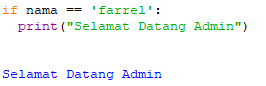 if nama == 'farrel':
  print("Selamat Datang Admin")
Selamat Datang Admin